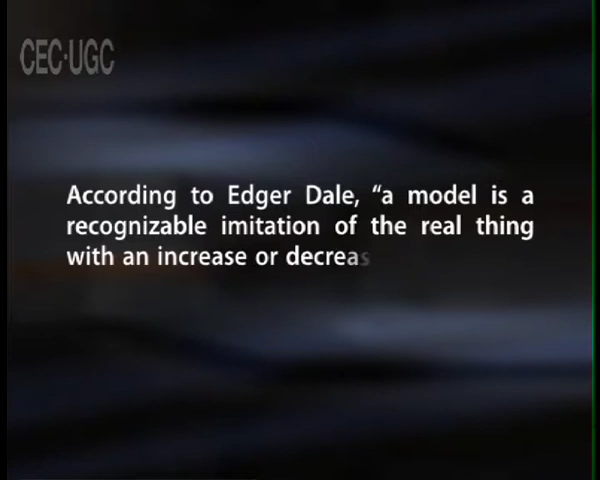 CEC-UGC
According to Edger Dale, “a model is a
recognizable imitation of the real thing
with an increase or decreas